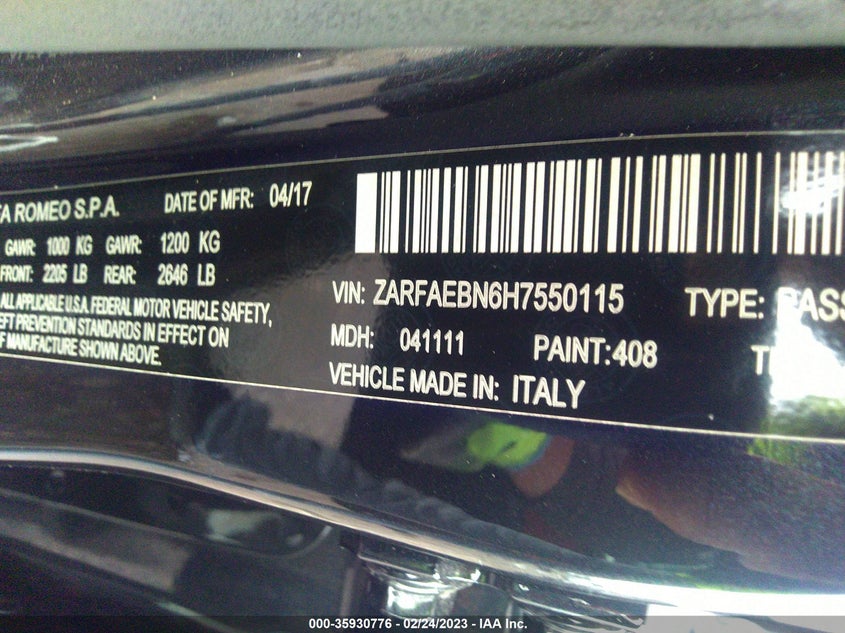 ROMEO S.P.A. DATE OF MFR: 04/17
GAWR: 1000 KG GAWR: 1200 KG
FRONT: 2205 LB REAR: 2646 LB
ALL APPLICABLE U.S.A. FEDERAL MOTOR VEHICLE SAFETY,
PREVENTION STANDARDS IN EFFECT ON
MANUFACTURE SHOWN ABOVE.
VIN: ZARFAEBN6H7550115 TYPE:
MDH: 041111 PAINT:408
VEHICLE MADE IN: ITALY
000-35930776 - 02/24/2023 - IAA Inc.